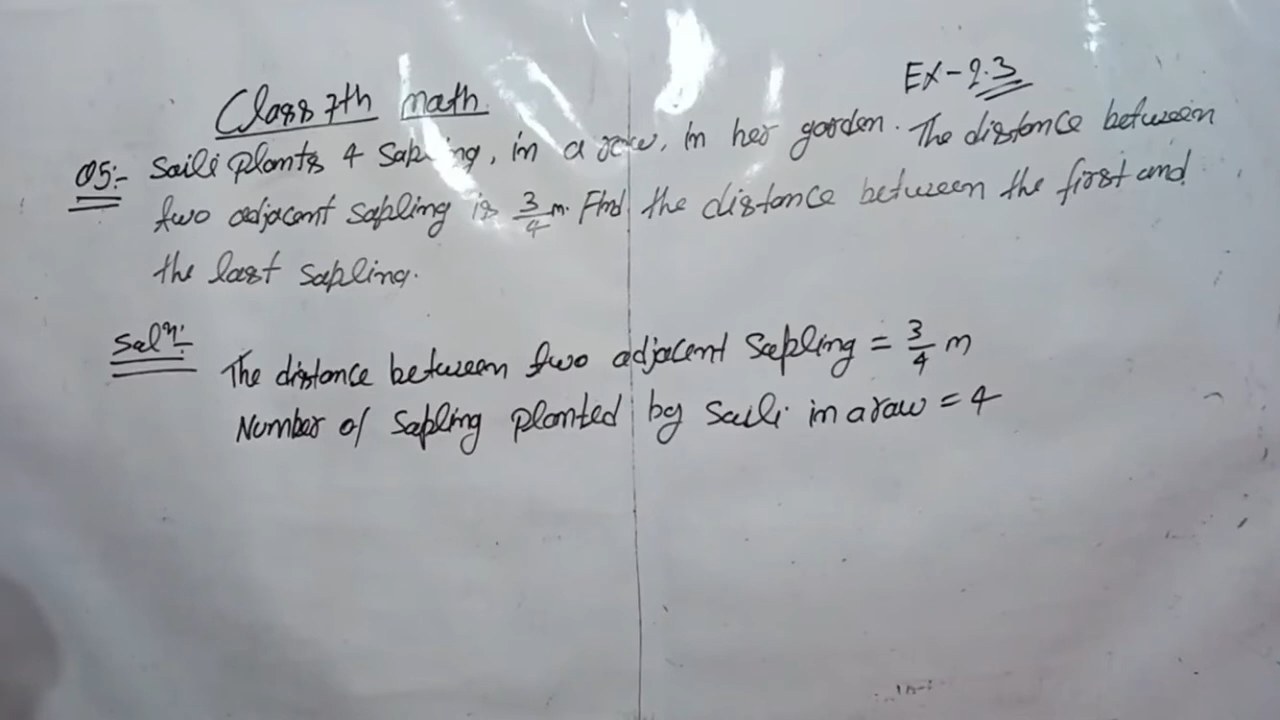 Class 7th math
Ex-2.3
Q5:- Saili plants 4 Sapling, in a row, in her garden. The distance between
two adjacent sapling is 3/4 m. Find the distance between the first and
the last sapling.
Solⁿ:-
The distance between two adjacent Sapling = 3/4 m
Number of Sapling planted by Saili in a raw = 4